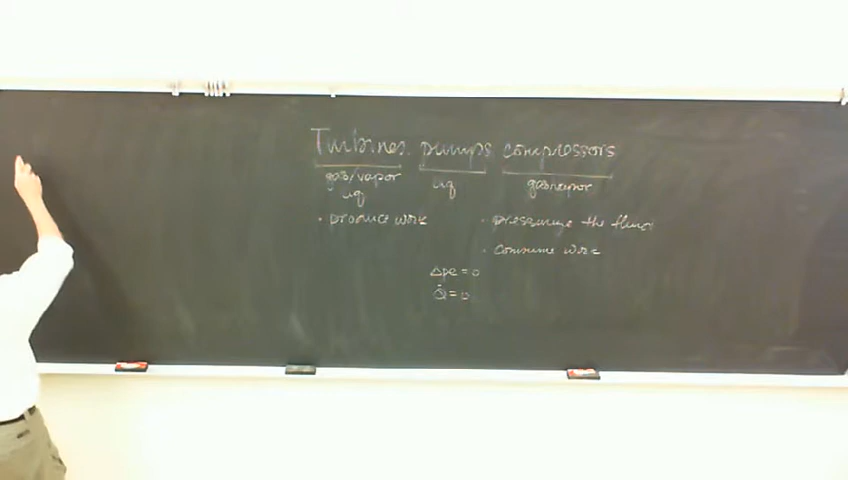 Turbines, pumps compressors
gas/vapor liq gas/vapor
liq
• produce work • pressurize the fluid
• consume work
Δpe = 0
Q̇ = 0